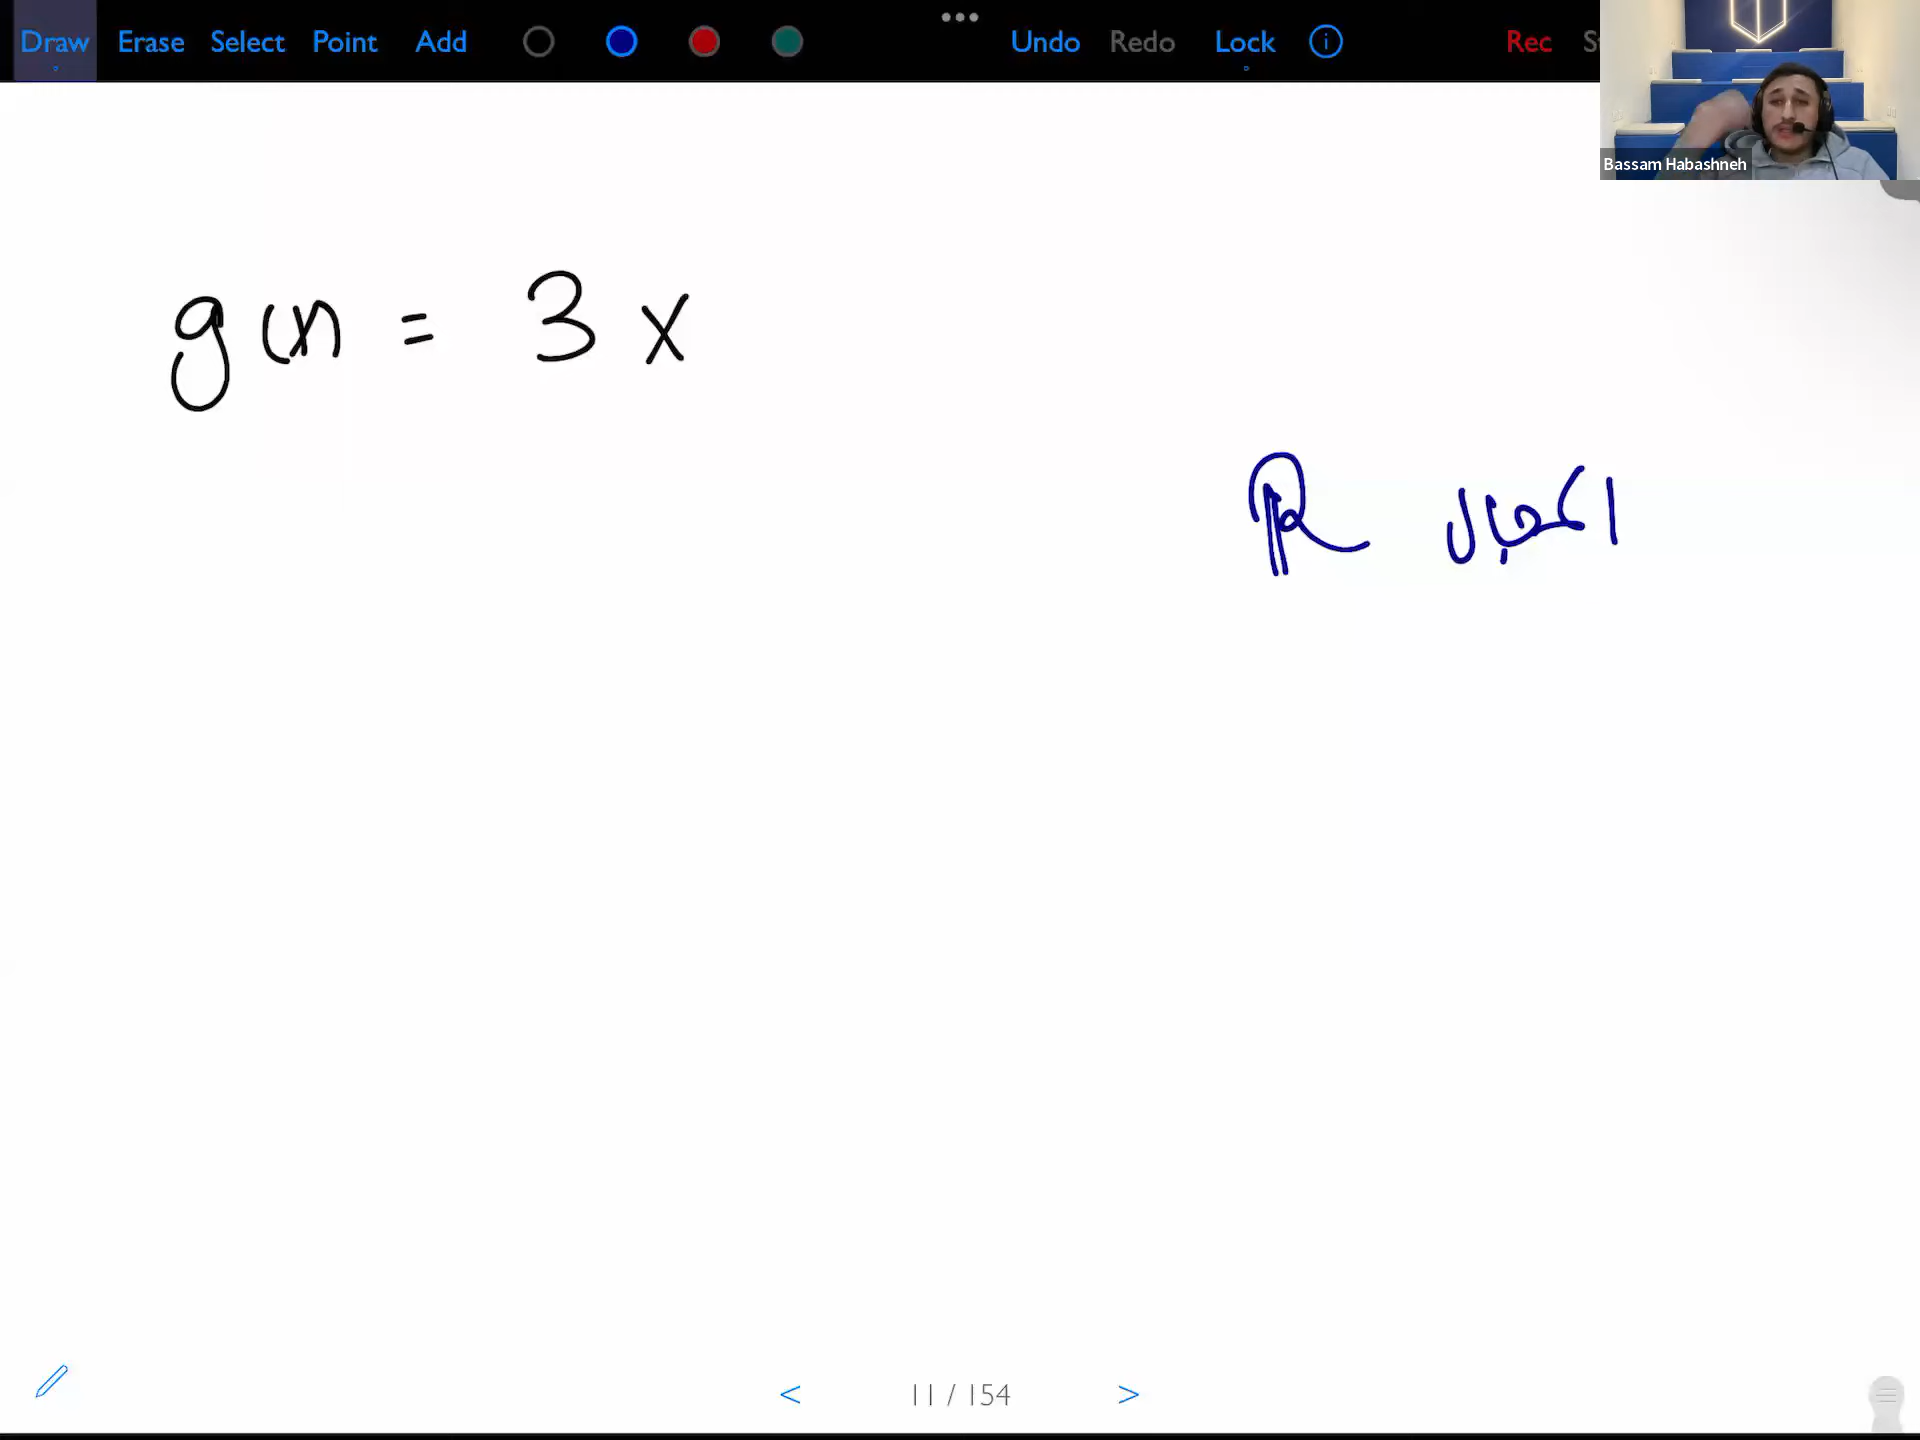 Draw Erase Select Point Add Undo Redo Lock Rec
Bassam Habashneh
g(x) = 3x
المجال ℝ
< 11 / 154 >